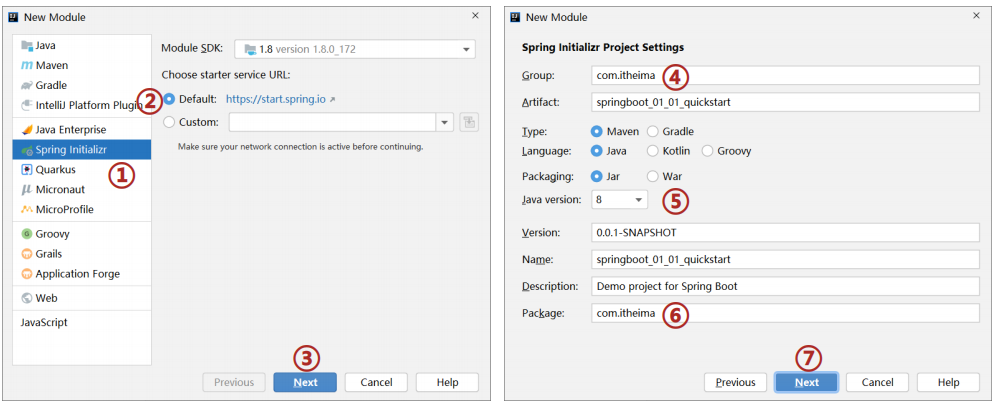 New Module
Java
Maven
Gradle
IntelliJ Platform Plugin
Java Enterprise
Spring Initializr
①
Quarkus
Micronaut
MicroProfile
Groovy
Grails
Application Forge
Web
JavaScript
Module SDK: 1.8 version 1.8.0_172
Choose starter service URL:
② Default: https://start.spring.io
Custom:
Make sure your network connection is active before continuing.
③
Previous Next Cancel Help
New Module
Spring Initializr Project Settings
Group: com.itheima ④
Artifact: springboot_01_01_quickstart
Type: Maven Gradle
Language: Java Kotlin Groovy
Packaging: Jar War
Java version: 8 ⑤
Version: 0.0.1-SNAPSHOT
Name: springboot_01_01_quickstart
Description: Demo project for Spring Boot
Package: com.itheima ⑥
⑦
Previous Next Cancel Help